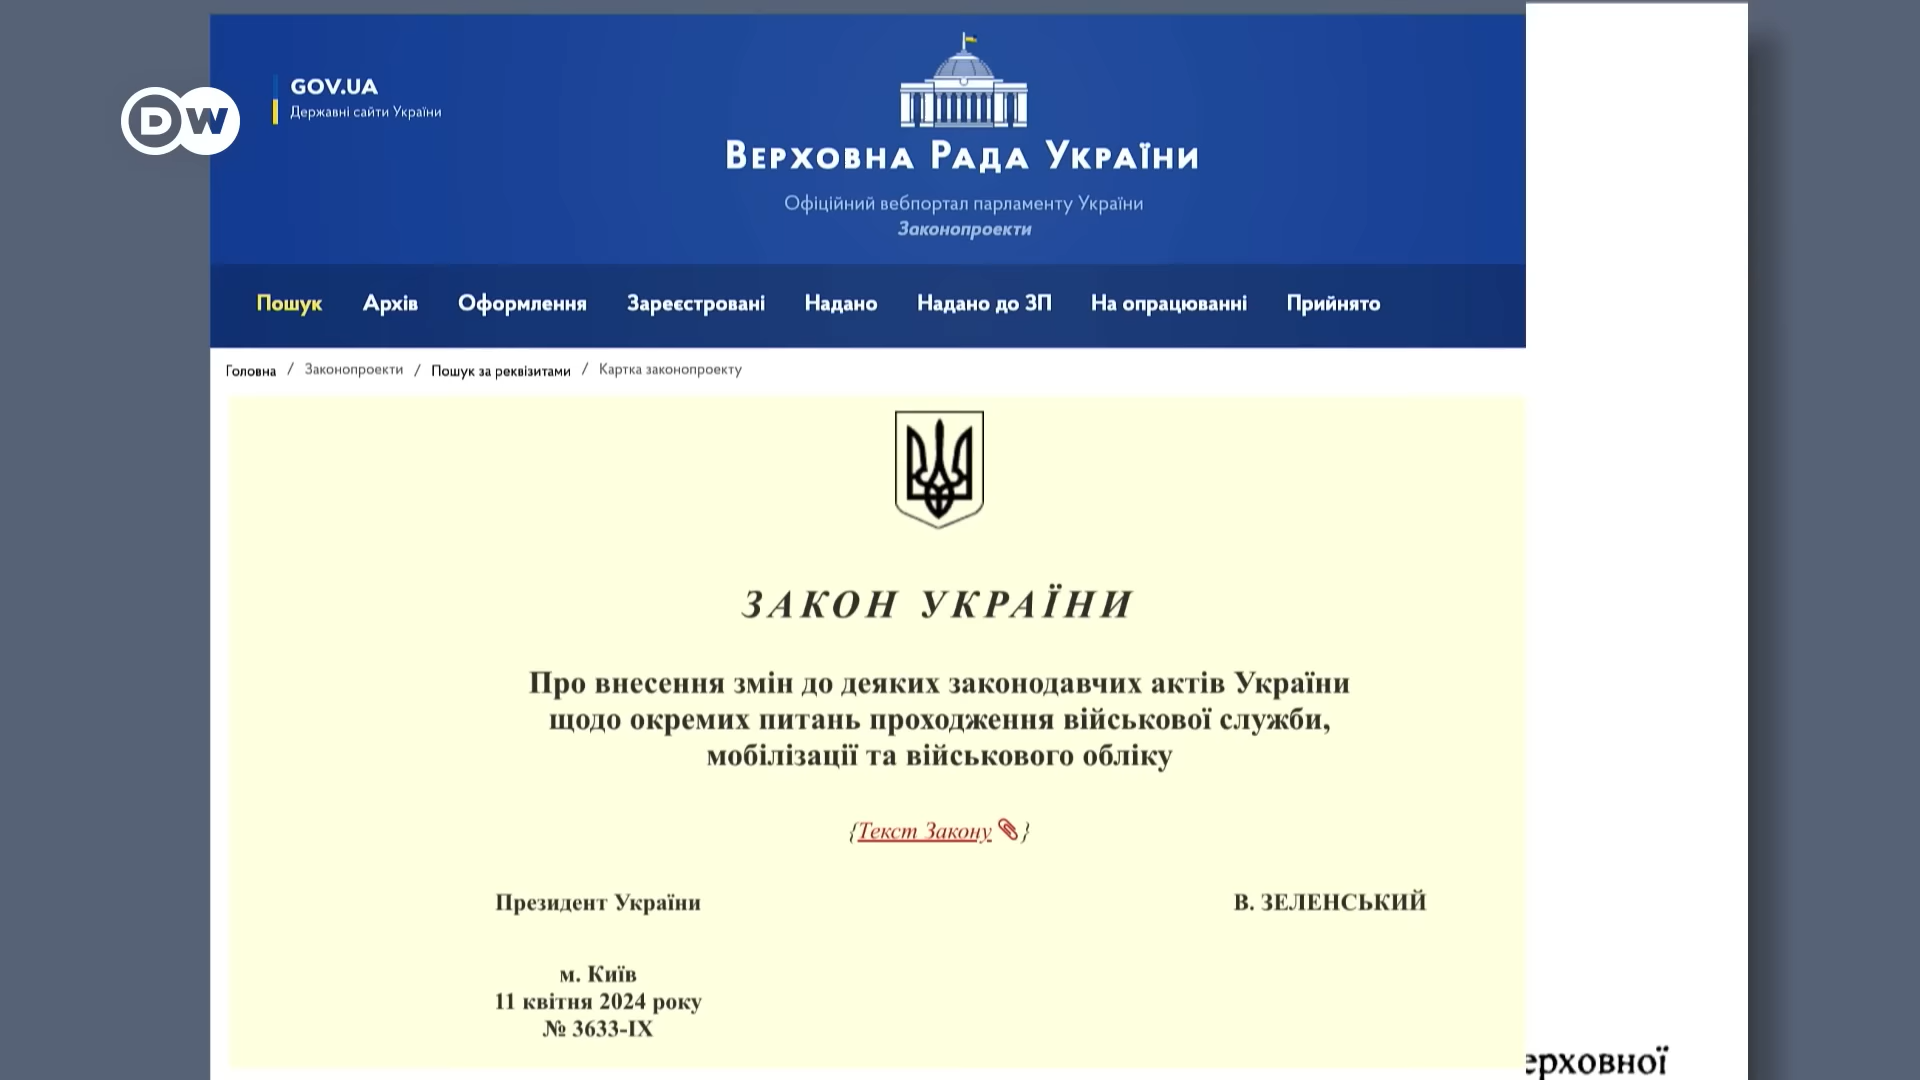 DW
GOV.UA
Державні сайти України
Верховна Рада України
Офіційний вебпортал парламенту України
Законопроекти
Пошук Архів Оформлення Зареєстровані Надано Надано до ЗП На опрацюванні Прийнято
Головна / Законопроекти / Пошук за реквізитами / Картка законопроекту
ЗАКОН УКРАЇНИ
Про внесення змін до деяких законодавчих актів України
щодо окремих питань проходження військової служби,
мобілізації та військового обліку
{Текст Закону}
Президент України В. ЗЕЛЕНСЬКИЙ
м. Київ
11 квітня 2024 року
№ 3633-IX
ерховної